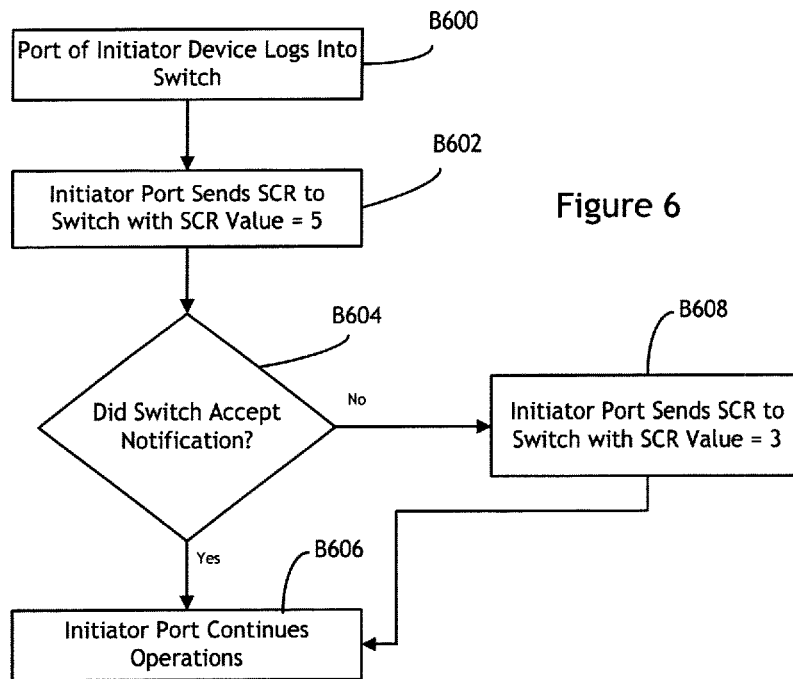 B600
Port of Initiator Device Logs Into
Switch
B602
Initiator Port Sends SCR to
Switch with SCR Value = 5
Figure 6
B604
Did Switch Accept
Notification?
No
B608
Initiator Port Sends SCR to
Switch with SCR Value = 3
Yes
B606
Initiator Port Continues
Operations